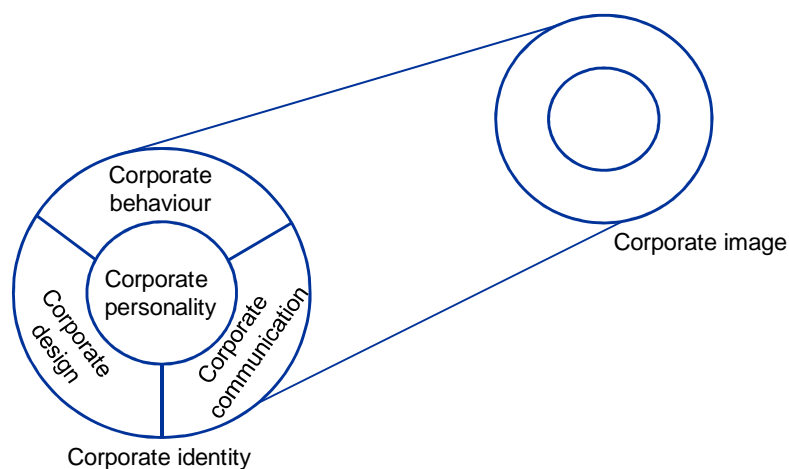 Corporate
behaviour
Corporate
personality
Corporate
design
Corporate
communication
Corporate identity
Corporate image